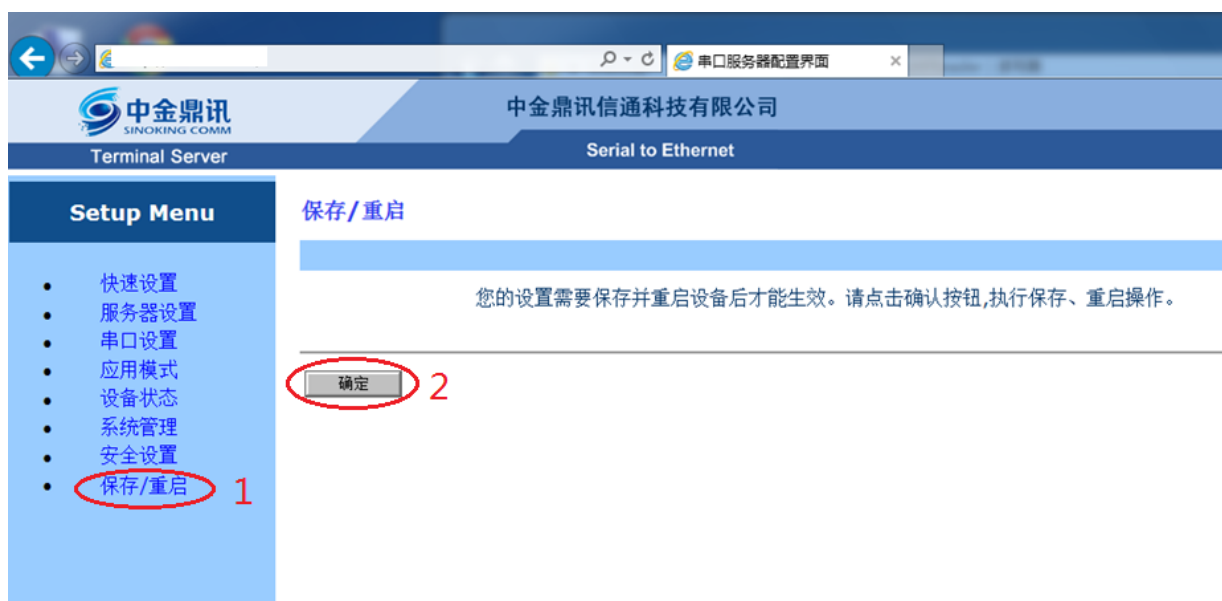 串口服务器配置界面
中金鼎讯
SINOKING COMM
中金鼎讯信通科技有限公司
Terminal Server
Serial to Ethernet
Setup Menu
快速设置
服务器设置
串口设置
应用模式
设备状态
系统管理
安全设置
保存/重启
1
保存/重启
您的设置需要保存并重启设备后才能生效。请点击确认按钮,执行保存、重启操作。
确定
2